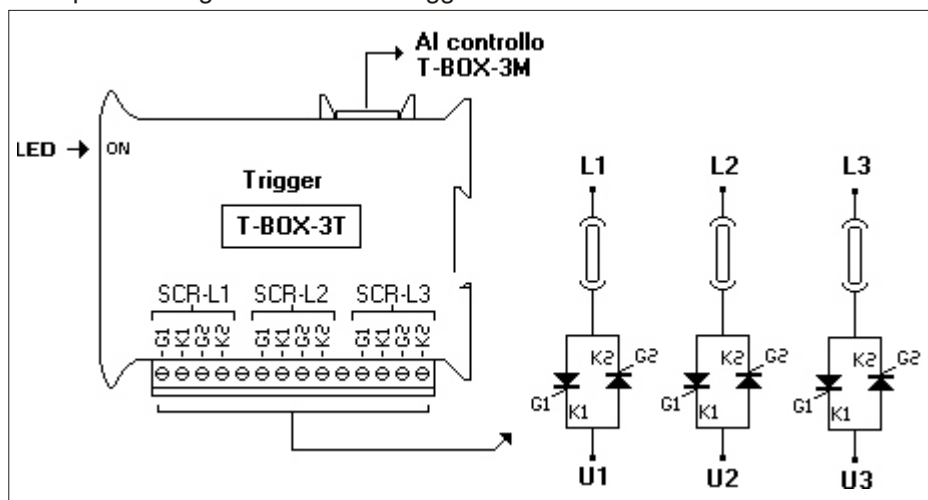 Al controllo
T-BOX-3M
LED
ON
Trigger
T-BOX-3T
SCR-L1 SCR-L2 SCR-L3
G1 K1 G2 K2 G1 K1 G2 K2 G1 K1 G2 K2
L1 L2 L3
K2 G2 K2 G2 K2 G2
G1 K1 G1 K1 G1 K1
U1 U2 U3